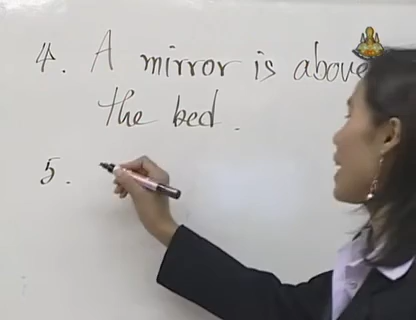 4. A mirror is above
the bed.
5.